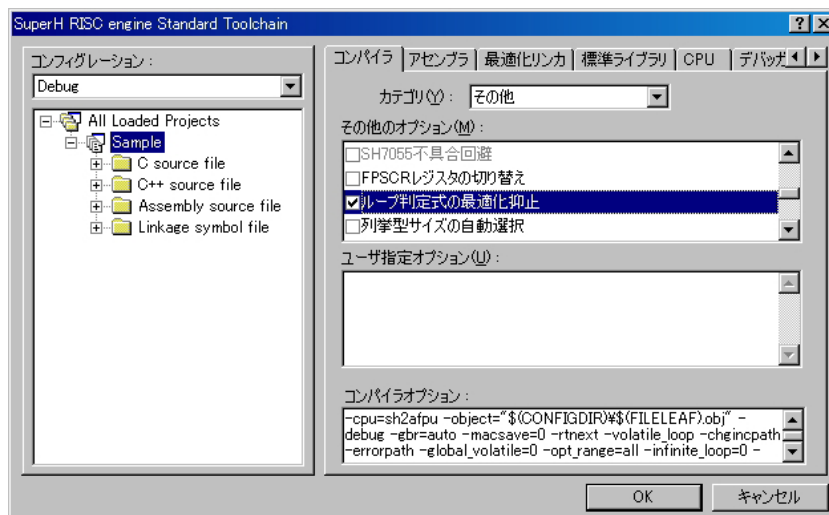 SuperH RISC engine Standard Toolchain
コンフィグレーション :
Debug
All Loaded Projects
Sample
C source file
C++ source file
Assembly source file
Linkage symbol file
コンパイラ アセンブラ 最適化リンカ 標準ライブラリ CPU デバッガ
カテゴリ(Y) : その他
その他のオプション(M) :
SH7055不具合回避
FPSCRレジスタの切り替え
ループ判定式の最適化抑止
列挙型サイズの自動選択
ユーザ指定オプション(U) :
コンパイラオプション :
-cpu=sh2afpu -object="$(CONFIGDIR)¥$(FILELEAF).obj" -
debug -gbr=auto -macsave=0 -rtnext -volatile_loop -chgincpath
-errorpath -global_volatile=0 -opt_range=all -infinite_loop=0 -
OK キャンセル